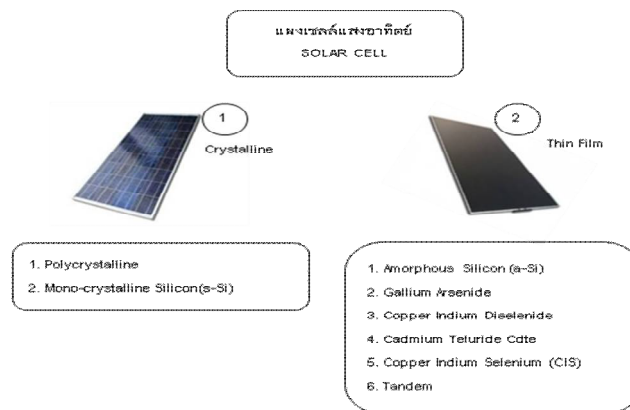 แผงเซลล์แสงอาทิตย์
SOLAR CELL
1
Crystalline
2
Thin Film
1. Polycrystalline
2. Mono-crystalline Silicon(s-Si)
1. Amorphous Silicon (a-Si)
2. Gallium Arsenide
3. Copper Indium Diselenide
4. Cadmium Teluride Cdte
5. Copper Indium Selenium (CIS)
6. Tandem